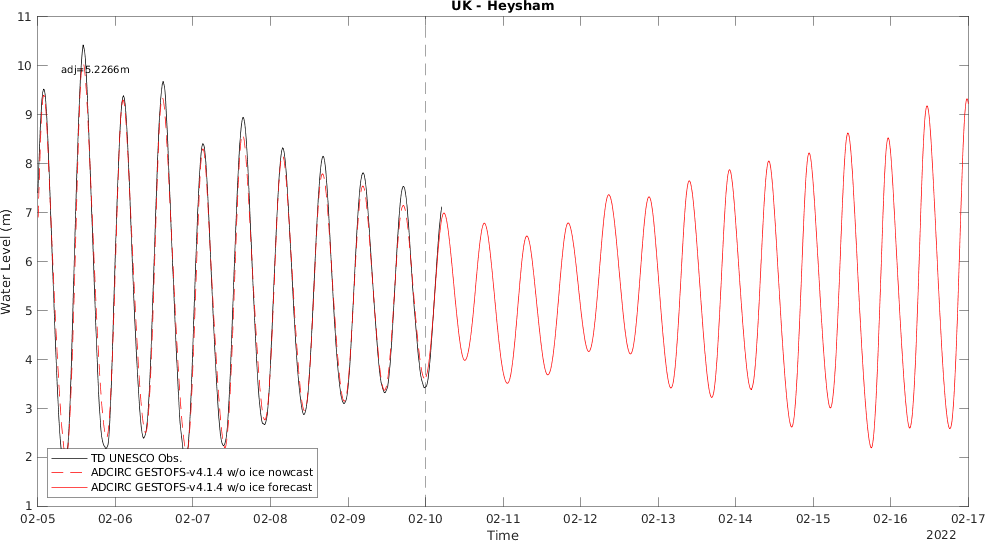 UK - Heysham
11
10
9
8
7
6
5
4
3
2
1
Water Level (m)
adj=5.2266m
TD UNESCO Obs.
ADCIRC GESTOFS-v4.1.4 w/o ice nowcast
ADCIRC GESTOFS-v4.1.4 w/o ice forecast
02-05 02-06 02-07 02-08 02-09 02-10 02-11 02-12 02-13 02-14 02-15 02-16 02-17
Time
2022